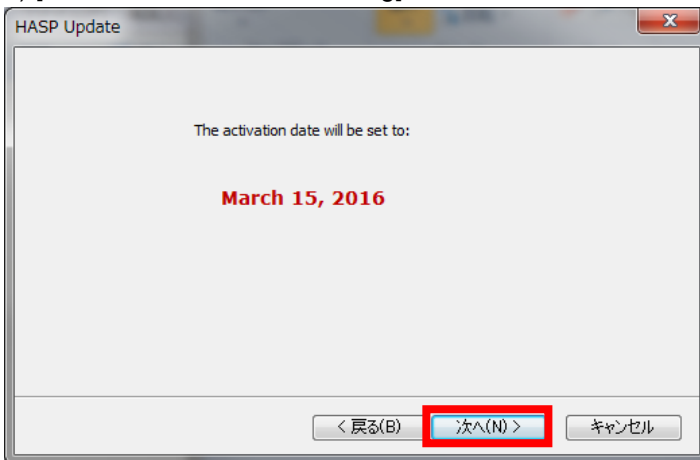 HASP Update
The activation date will be set to:
March 15, 2016
< 戻る(B)
次へ(N) >
キャンセル